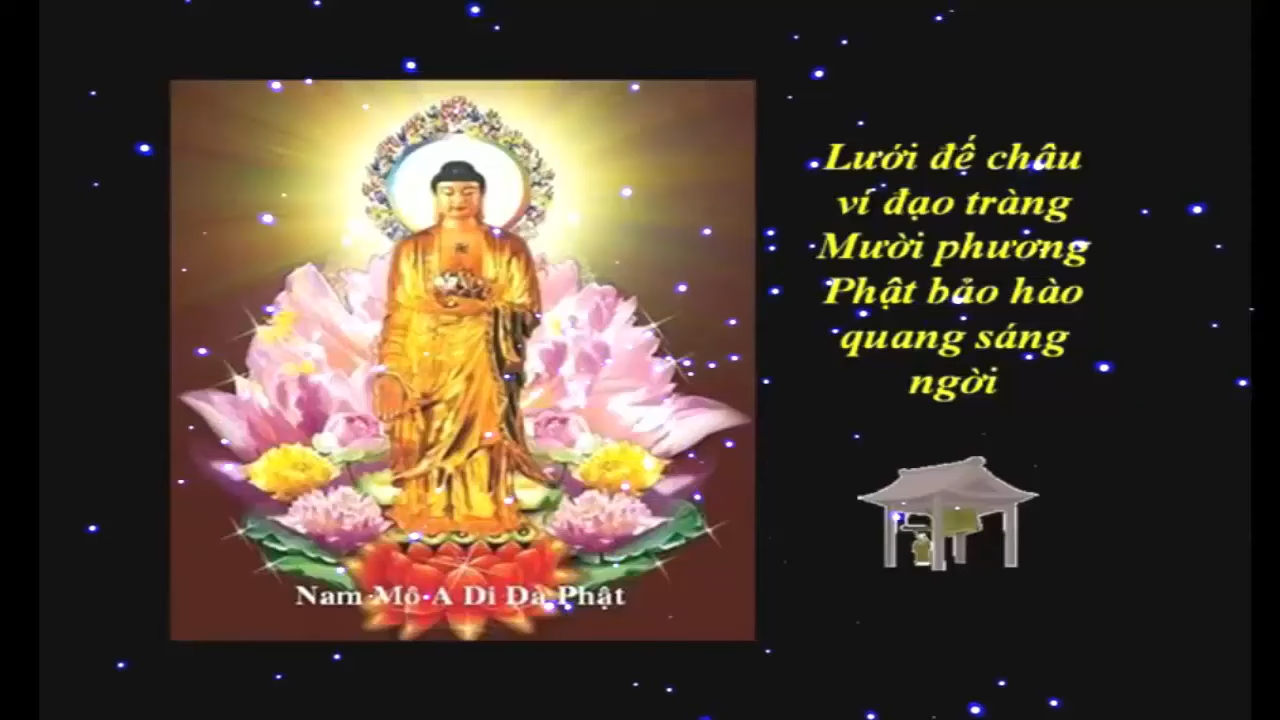 Lưới đế châu
ví đạo tràng
Mười phương
Phật bảo hào
quang sáng
ngời
Nam Mô A Di Đà Phật